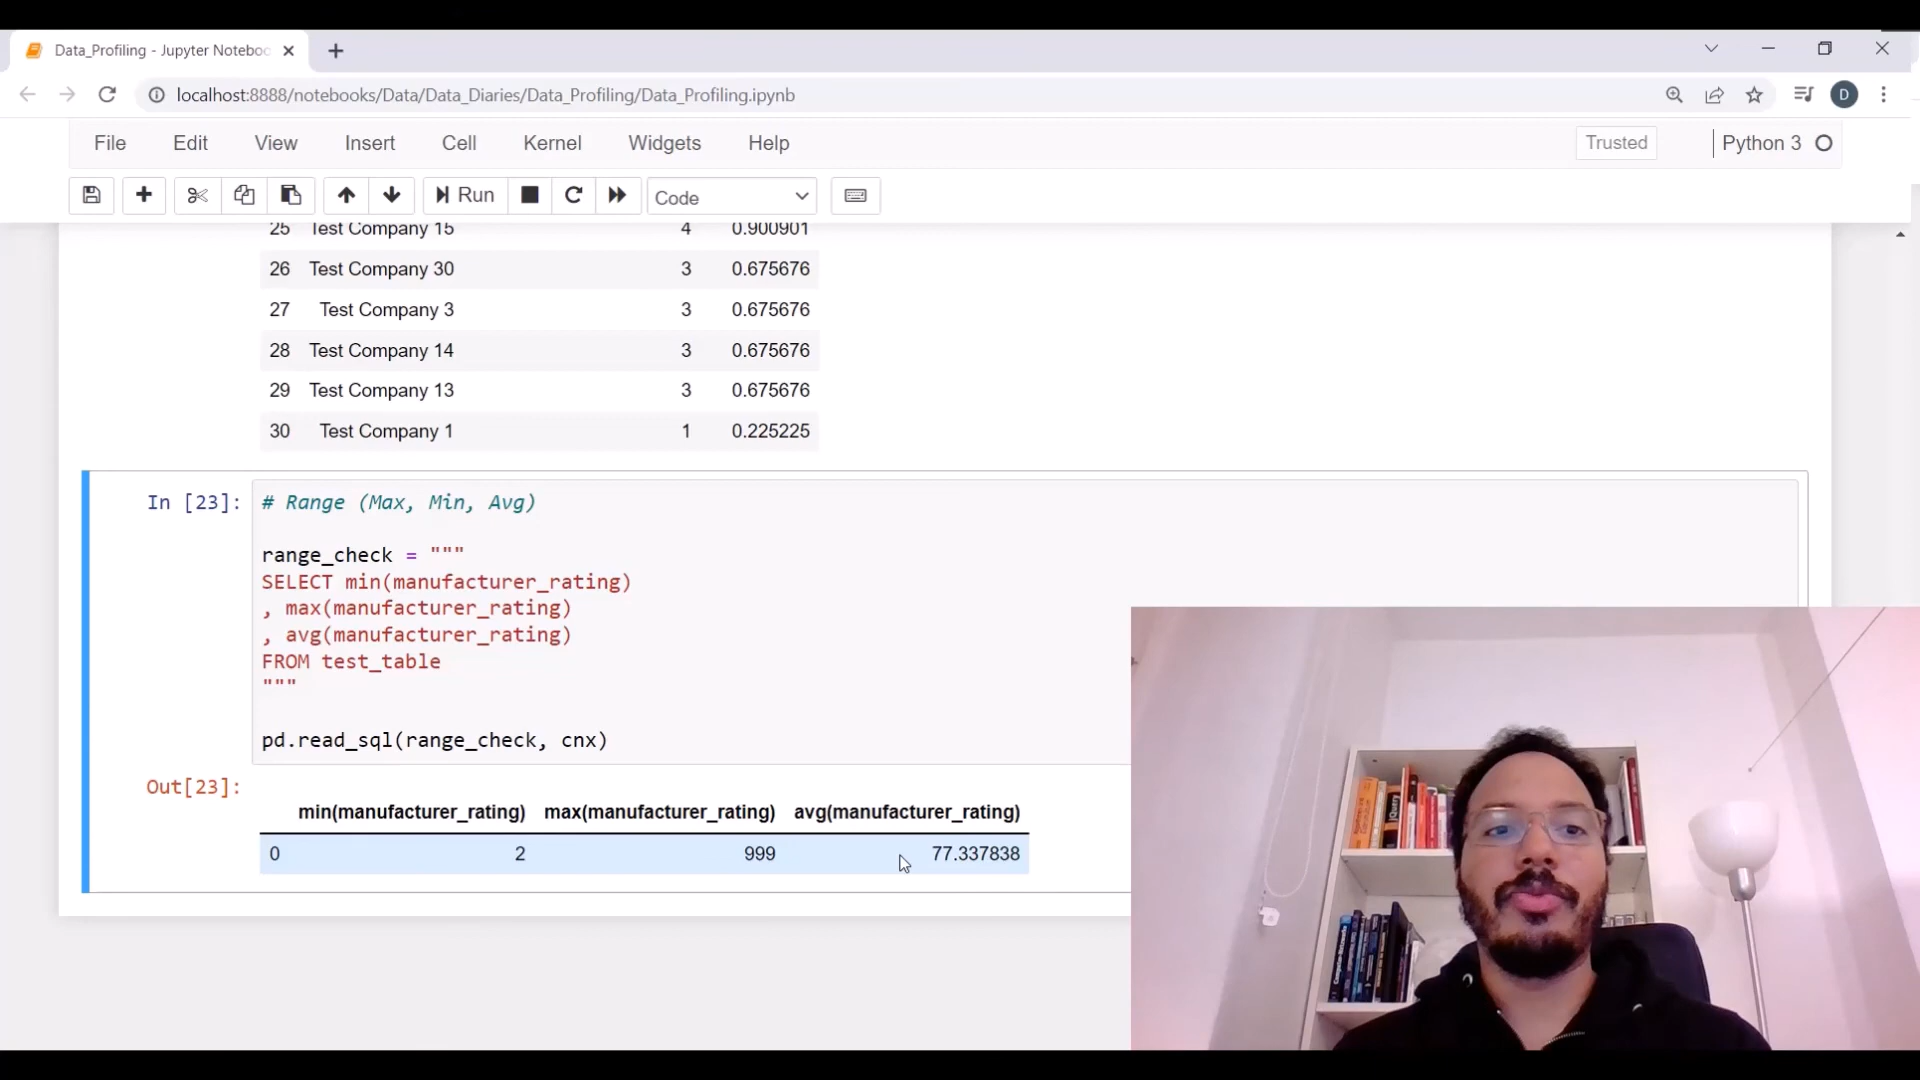 Data_Profiling - Jupyter Noteboo
localhost:8888/notebooks/Data/Data_Diaries/Data_Profiling/Data_Profiling.ipynb
D
File Edit View Insert Cell Kernel Widgets Help Trusted Python 3
Run Code
25 Test Company 15 4 0.900901
26 Test Company 30 3 0.675676
27 Test Company 3 3 0.675676
28 Test Company 14 3 0.675676
29 Test Company 13 3 0.675676
30 Test Company 1 1 0.225225
In [23]: # Range (Max, Min, Avg)
range_check = """
SELECT min(manufacturer_rating)
, max(manufacturer_rating)
, avg(manufacturer_rating)
FROM test_table
"""
pd.read_sql(range_check, cnx)
Out[23]:
min(manufacturer_rating) max(manufacturer_rating) avg(manufacturer_rating)
0 2 999 77.337838